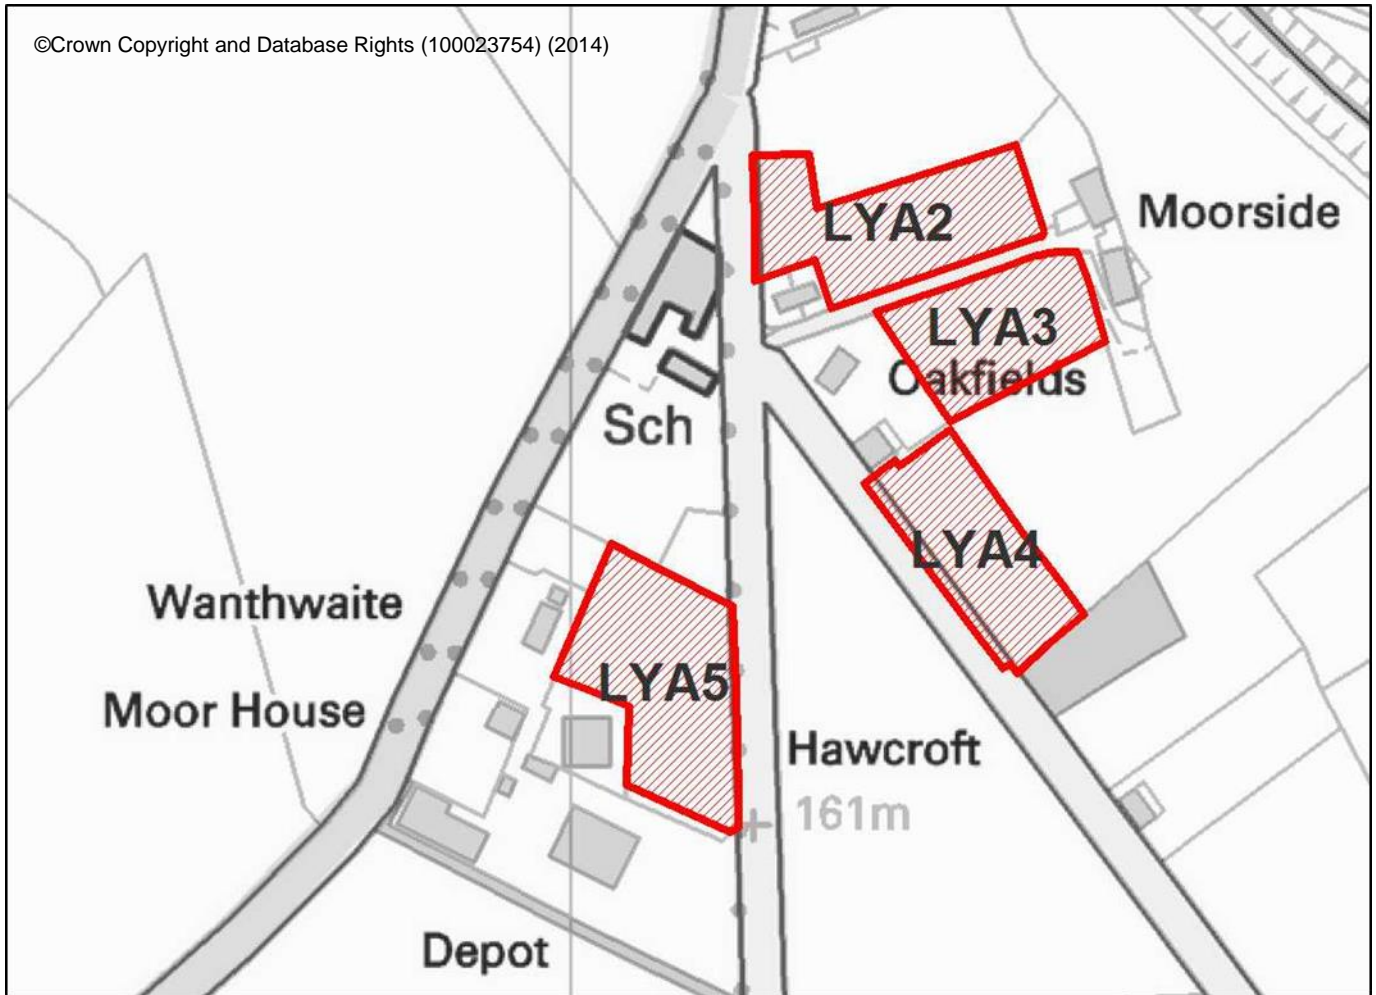 ©Crown Copyright and Database Rights (100023754) (2014)
Moorside
LYA2
LYA3
Oakfields
Sch
LYA4
Wanthwaite
LYA5
Moor House
Hawcroft
161m
Depot